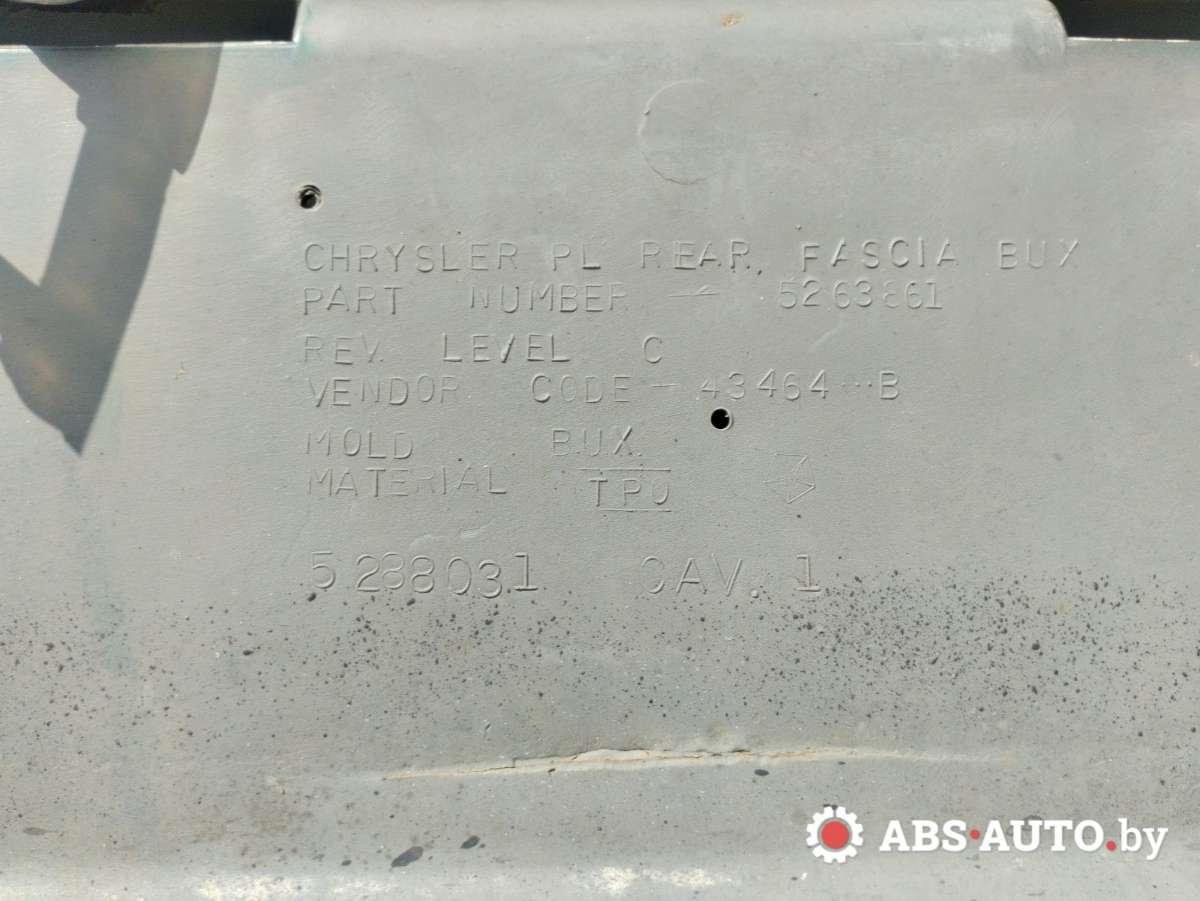 CHRYSLER PL REAR. FASCIA BUX
PART NUMBER - 5263861
REV. LEVEL C
VENDOR CODE - 43464 B
MOLD B.U.X.
MATERIAL TPO
5288031 CAV. 1
ABS·AUTO.by